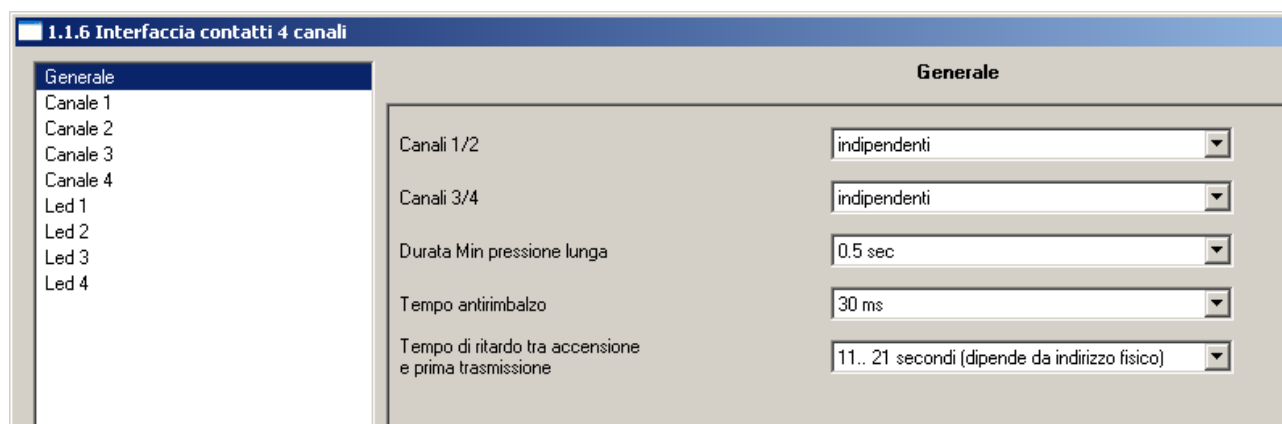 1.1.6 Interfaccia contatti 4 canali
Generale
Canale 1
Canale 2
Canale 3
Canale 4
Led 1
Led 2
Led 3
Led 4
Generale
Canali 1/2
indipendenti
Canali 3/4
indipendenti
Durata Min pressione lunga
0.5 sec
Tempo antirimbalzo
30 ms
Tempo di ritardo tra accensione
e prima trasmissione
11.. 21 secondi (dipende da indirizzo fisico)